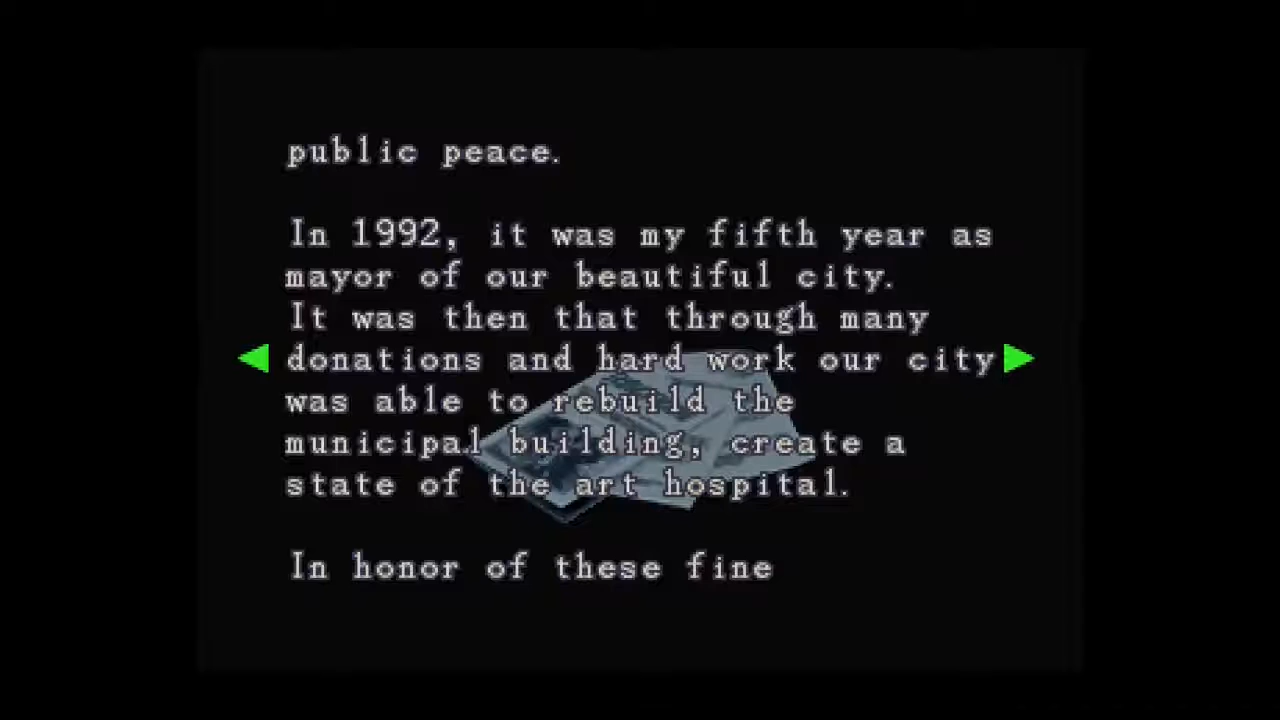 public peace.
In 1992, it was my fifth year as
mayor of our beautiful city.
It was then that through many
donations and hard work our city
was able to rebuild the
municipal building, create a
state of the art hospital.
In honor of these fine